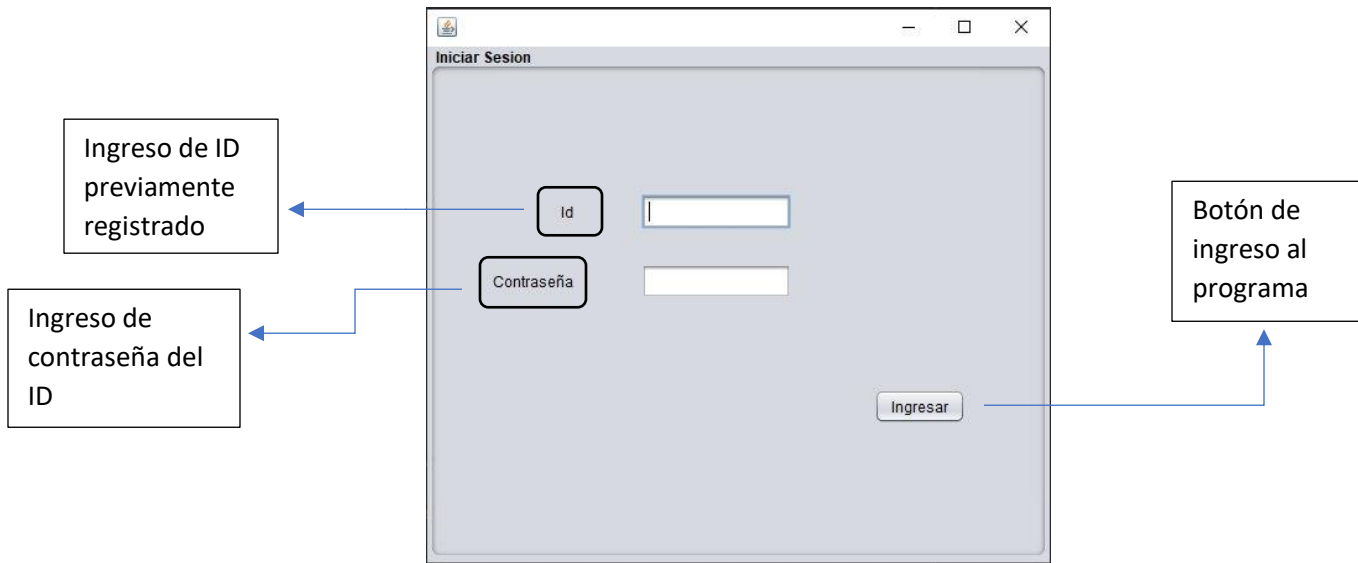 Iniciar Sesion
Ingreso de ID
previamente
registrado
Id
Contraseña
Ingreso de
contraseña del
ID
Ingresar
Botón de
ingreso al
programa